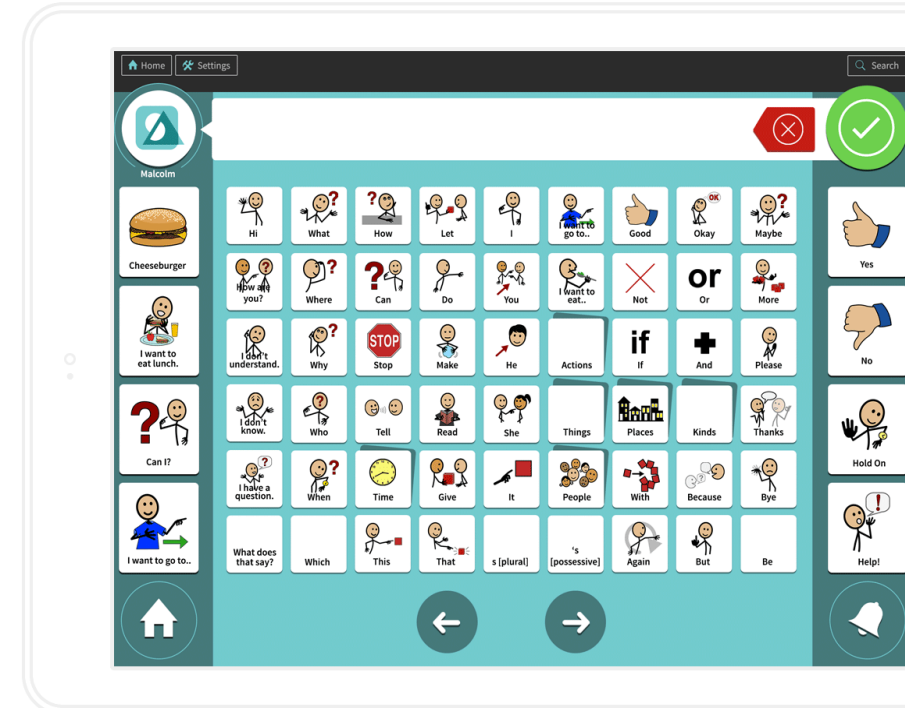 Home
Settings
Search
Malcolm
Cheeseburger
I want to
eat lunch.
Can I?
I want to go to..
Hi
What
?
How
?
Let
I
I want to
go to..
Good
OK
Okay
Maybe
?
How are
you?
?
Where
?
Can
?
Do
You
I want to
eat..
Not
or
Or
More
I don't
understand.
Why
?
STOP
Stop
Make
He
Actions
if
If
And
Please
I don't
know.
Who
?
Tell
Read
She
Things
Places
Kinds
Thanks
I have a
question.
?
When
?
Time
Give
It
People
With
Because
Bye
What does
that say?
Which
This
That
s [plural]
's
[possessive]
Again
But
Be
Yes
No
Hold On
!
Help!